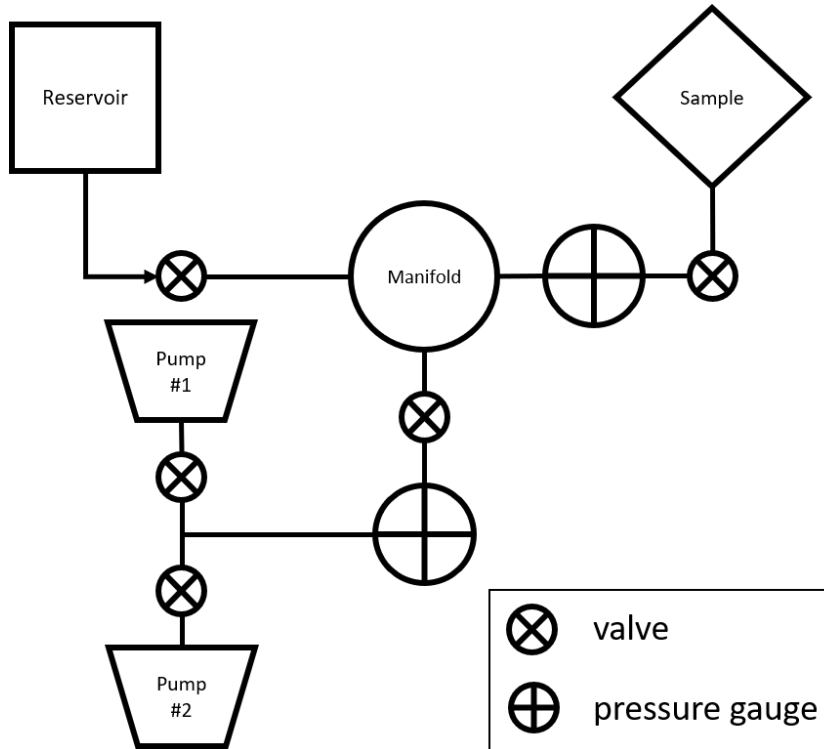 Reservoir
Sample
Manifold
Pump
#1
Pump
#2
valve
pressure gauge